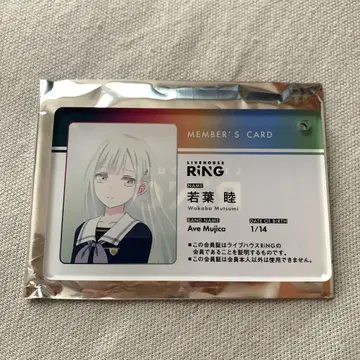 MEMBER'S CARD
LIVEHOUSE
RiNG
NAME
若葉 睦
Wakaba Mutsumi
BAND NAME DATE OF BIRTH
Ave Mujica 1/14
※この会員証はライブハウスRiNGの
会員であることを証明するものです。
※この会員証は会員本人以外は使用できません。